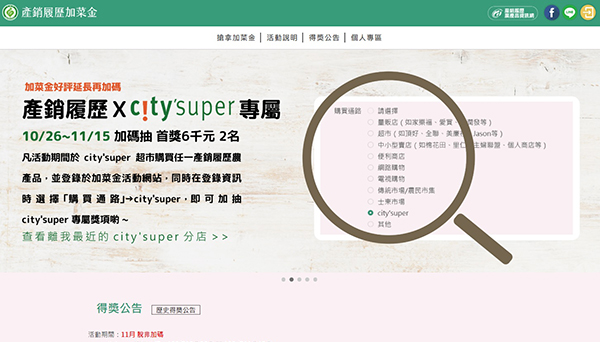 產銷履歷加菜金
產銷履歷
農產品資訊網
搶拿加菜金 活動說明 得獎公告 個人專區
加菜金好評延長再加碼
產銷履歷 X c!ty'super 專屬
10/26~11/15 加碼抽 首獎6千元 2名
凡活動期間於 city'super 超市購買任一產銷履歷農
產品，並登錄於加菜金活動網站，同時在登錄資訊
時選擇「購買通路」→city'super，即可加抽
city'super 專屬獎項喲～
查看離我最近的 city'super 分店 >>
購買通路
請選擇
量販店（如家樂福、愛買、大潤發等）
超市（如頂好、全聯、美廉社、Jason等）
中小型賣店（如棉花田、里仁、主婦聯盟、個人商店等）
便利商店
網路購物
電視購物
傳統市場/農民市集
士東市場
city'super
其他
得獎公告 歷史得獎公告
活動期間：11月 脫非加碼